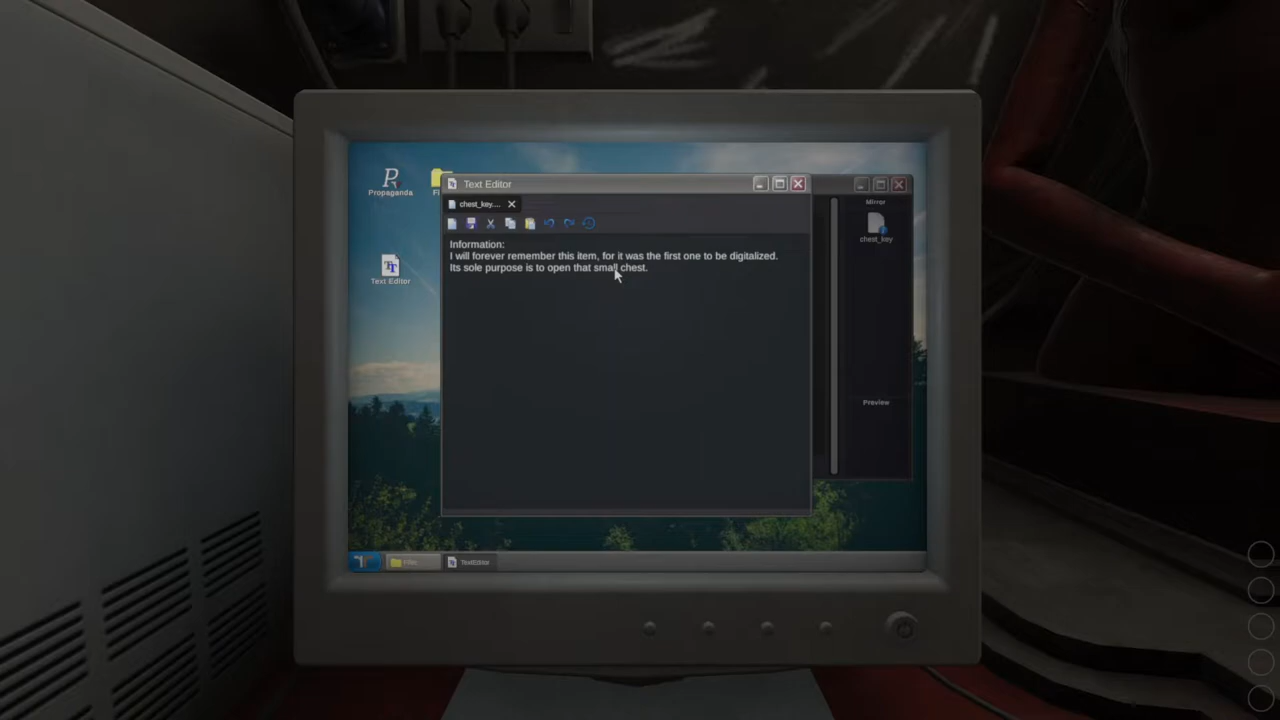 Propaganda
Text Editor
Text Editor
chest_key....
Information:
I will forever remember this item, for it was the first one to be digitalized.
Its sole purpose is to open that small chest.
Mirror
chest_key
Preview
TextEditor